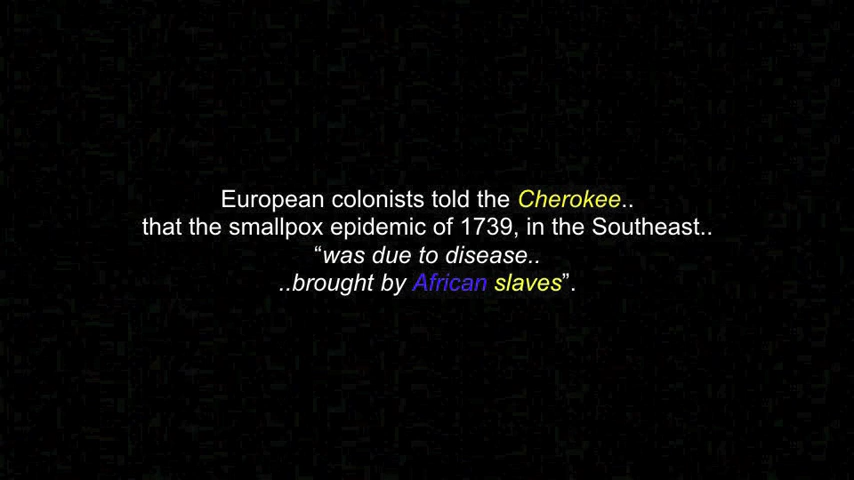 European colonists told the Cherokee..
that the smallpox epidemic of 1739, in the Southeast..
“was due to disease..
..brought by African slaves”.